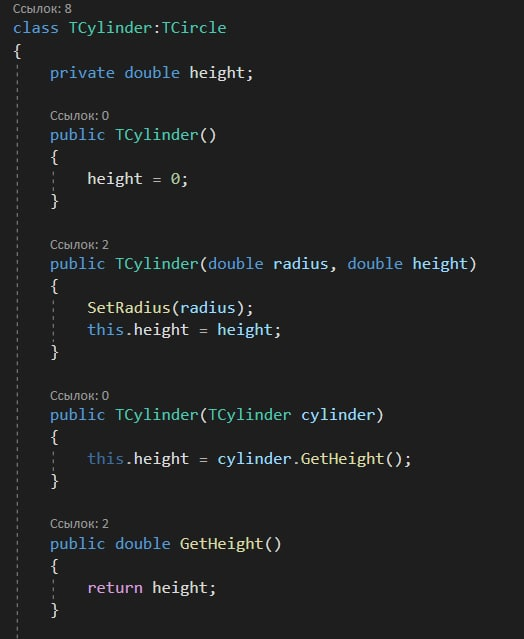 Ссылок: 8
class TCylinder:TCircle
{
private double height;
Ссылок: 0
public TCylinder()
{
height = 0;
}
Ссылок: 2
public TCylinder(double radius, double height)
{
SetRadius(radius);
this.height = height;
}
Ссылок: 0
public TCylinder(TCylinder cylinder)
{
this.height = cylinder.GetHeight();
}
Ссылок: 2
public double GetHeight()
{
return height;
}